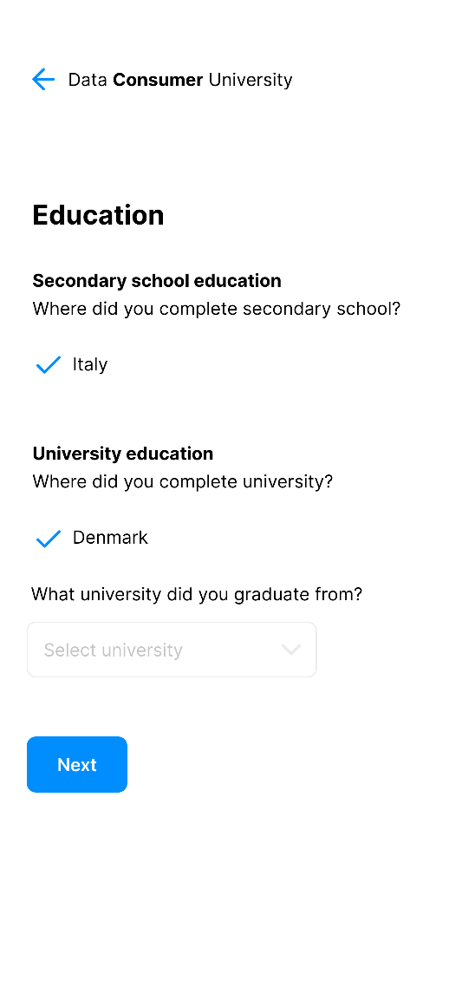 Data Consumer University
Education
Secondary school education
Where did you complete secondary school?
Italy
University education
Where did you complete university?
Denmark
What university did you graduate from?
Select university
Next